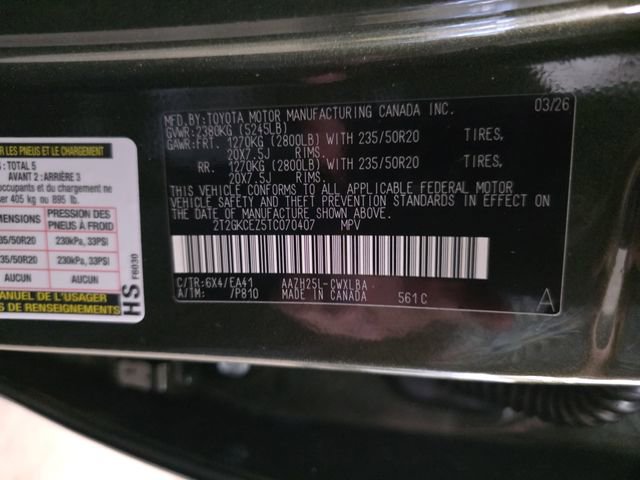 MFD.BY:TOYOTA MOTOR MANUFACTURING CANADA INC. 03/26
GVWR:2380KG (5245LB)
GAWR:FRT. 1270KG (2800LB) WITH 235/50R20 TIRES,
20X7.5J RIMS.
RR. 1270KG (2800LB) WITH 235/50R20 TIRES,
20X7.5J RIMS.
THIS VEHICLE CONFORMS TO ALL APPLICABLE FEDERAL MOTOR
VEHICLE SAFETY AND THEFT PREVENTION STANDARDS IN EFFECT ON
THE DATE OF MANUFACTURE SHOWN ABOVE.
2T2GKCEZ5TC070407 MPV
C/TR:6X4/EA41 AAZH25L-CWXLBA
A/TM: /P810 MADE IN CANADA 561C A
R LES PNEUS ET LE CHARGEMENT
: TOTAL 5
AVANT 2 : ARRIÈRE 3
occupants et du chargement ne
ser 405 kg ou 895 lb.
MENSIONS PRESSION DES PNEUS À FROID
35/50R20 230kPa, 33PSI
35/50R20 230kPa, 33PSI
AUCUN AUCUN
MANUEL DE L'USAGER
S DE RENSEIGNEMENTS
HS F6030